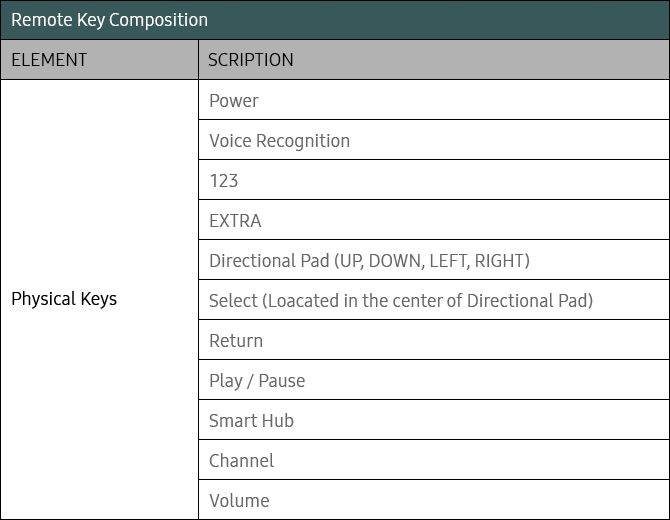 Remote Key Composition
ELEMENT SCRIPTION
Power
Voice Recognition
123
EXTRA
Directional Pad (UP, DOWN, LEFT, RIGHT)
Physical Keys Select (Loacated in the center of Directional Pad)
Return
Play / Pause
Smart Hub
Channel
Volume